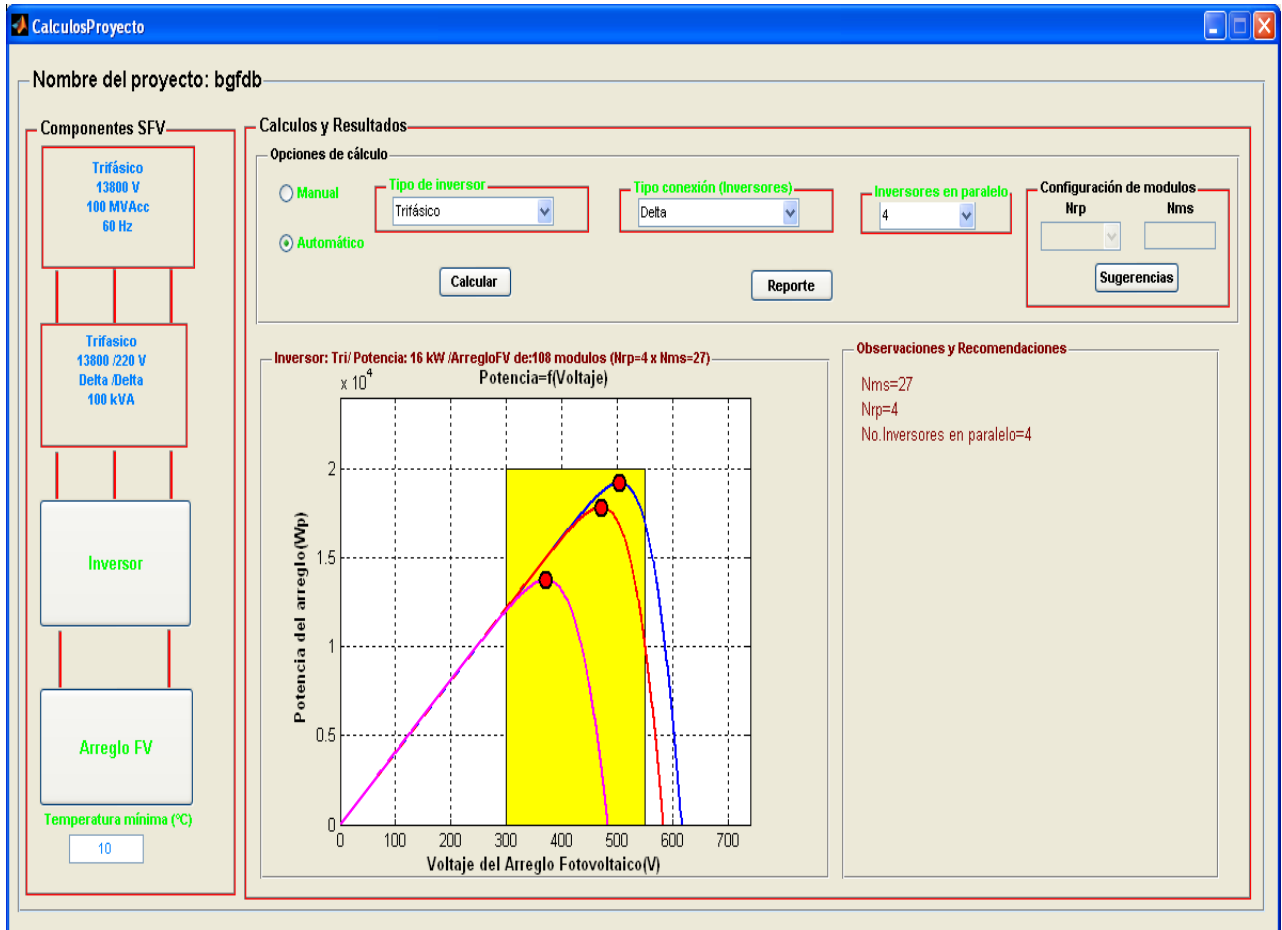 CalculosProyecto
Nombre del proyecto: bgfdb
Componentes SFV
Trifásico
13800 V
100 MVAcc
60 Hz
Trifasico
13800 /220 V
Delta /Delta
100 kVA
Inversor
Arreglo FV
Temperatura mínima (ºC)
10
Calculos y Resultados
Opciones de cálculo
Manual
Automático
Tipo de inversor
Trifásico
Tipo conexión (Inversores)
Delta
Inversores en paralelo
4
Configuración de modulos
Nrp Nms
Calcular
Reporte
Sugerencias
Inversor: Tri/ Potencia: 16 kW /ArregloFV de:108 modulos (Nrp=4 x Nms=27)
x 10^4
Potencia=f(Voltaje)
Potencia del arreglo(Wp)
2
1.5
1
0.5
0
0 100 200 300 400 500 600 700
Voltaje del Arreglo Fotovoltaico(V)
Observaciones y Recomendaciones
Nms=27
Nrp=4
No.Inversores en paralelo=4